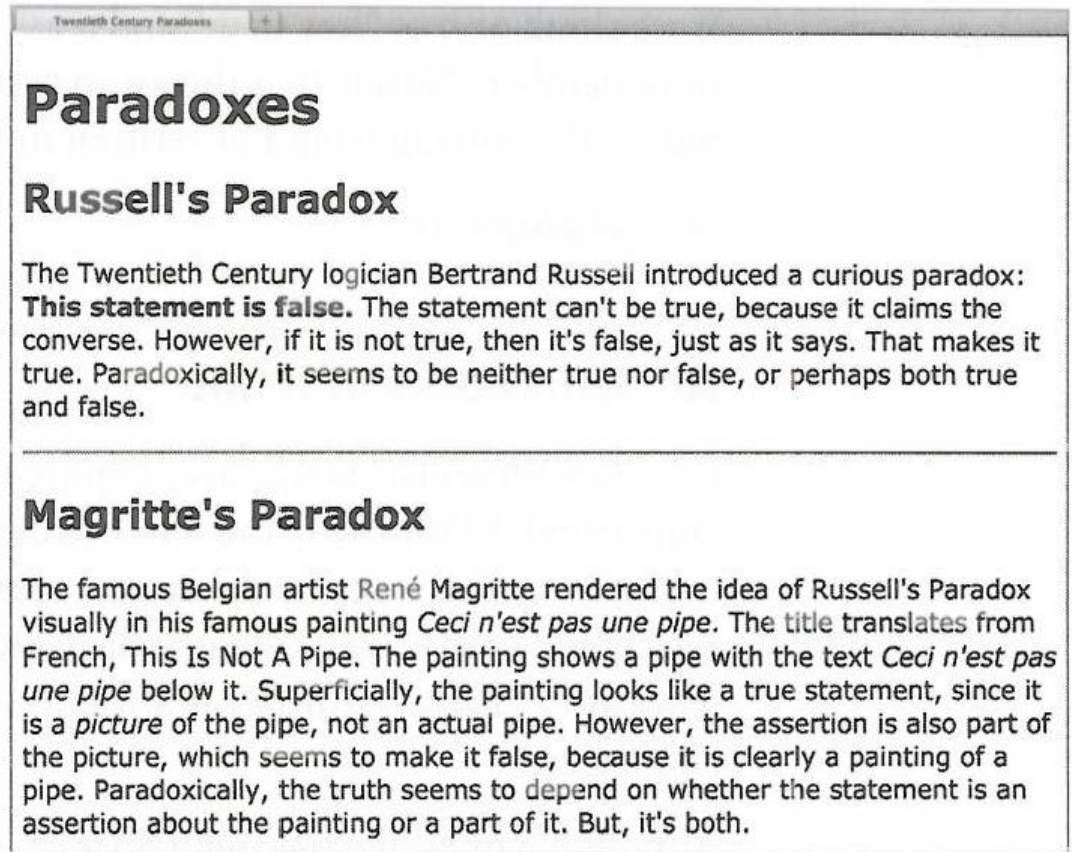 Twentieth Century Paradoxes +
Paradoxes
Russell's Paradox
The Twentieth Century logician Bertrand Russell introduced a curious paradox:
This statement is false. The statement can't be true, because it claims the
converse. However, if it is not true, then it's false, just as it says. That makes it
true. Paradoxically, it seems to be neither true nor false, or perhaps both true
and false.
Magritte's Paradox
The famous Belgian artist René Magritte rendered the idea of Russell's Paradox
visually in his famous painting Ceci n'est pas une pipe. The title translates from
French, This Is Not A Pipe. The painting shows a pipe with the text Ceci n'est pas
une pipe below it. Superficially, the painting looks like a true statement, since it
is a picture of the pipe, not an actual pipe. However, the assertion is also part of
the picture, which seems to make it false, because it is clearly a painting of a
pipe. Paradoxically, the truth seems to depend on whether the statement is an
assertion about the painting or a part of it. But, it's both.